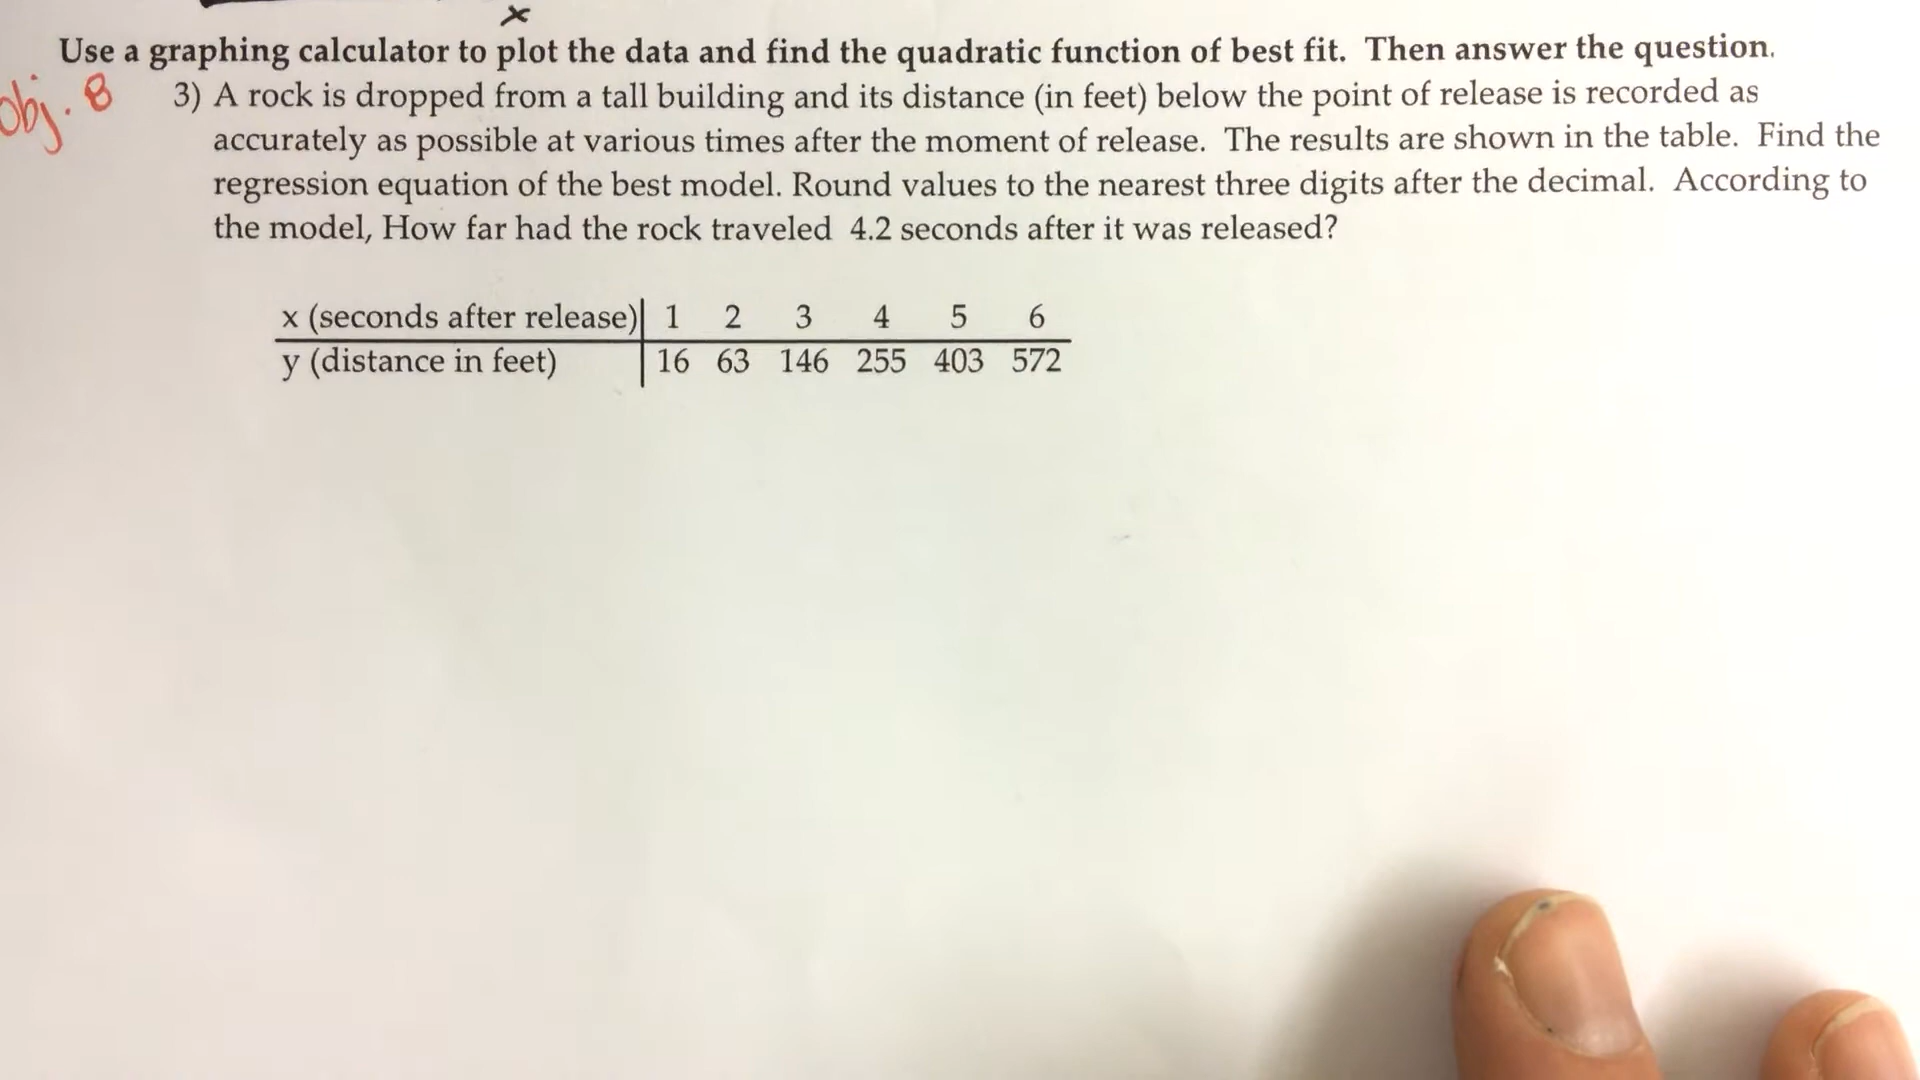 x
Use a graphing calculator to plot the data and find the quadratic function of best fit. Then answer the question.
Obj. 8
3) A rock is dropped from a tall building and its distance (in feet) below the point of release is recorded as
accurately as possible at various times after the moment of release. The results are shown in the table. Find the
regression equation of the best model. Round values to the nearest three digits after the decimal. According to
the model, How far had the rock traveled 4.2 seconds after it was released?
x (seconds after release) 1 2 3 4 5 6
y (distance in feet) 16 63 146 255 403 572